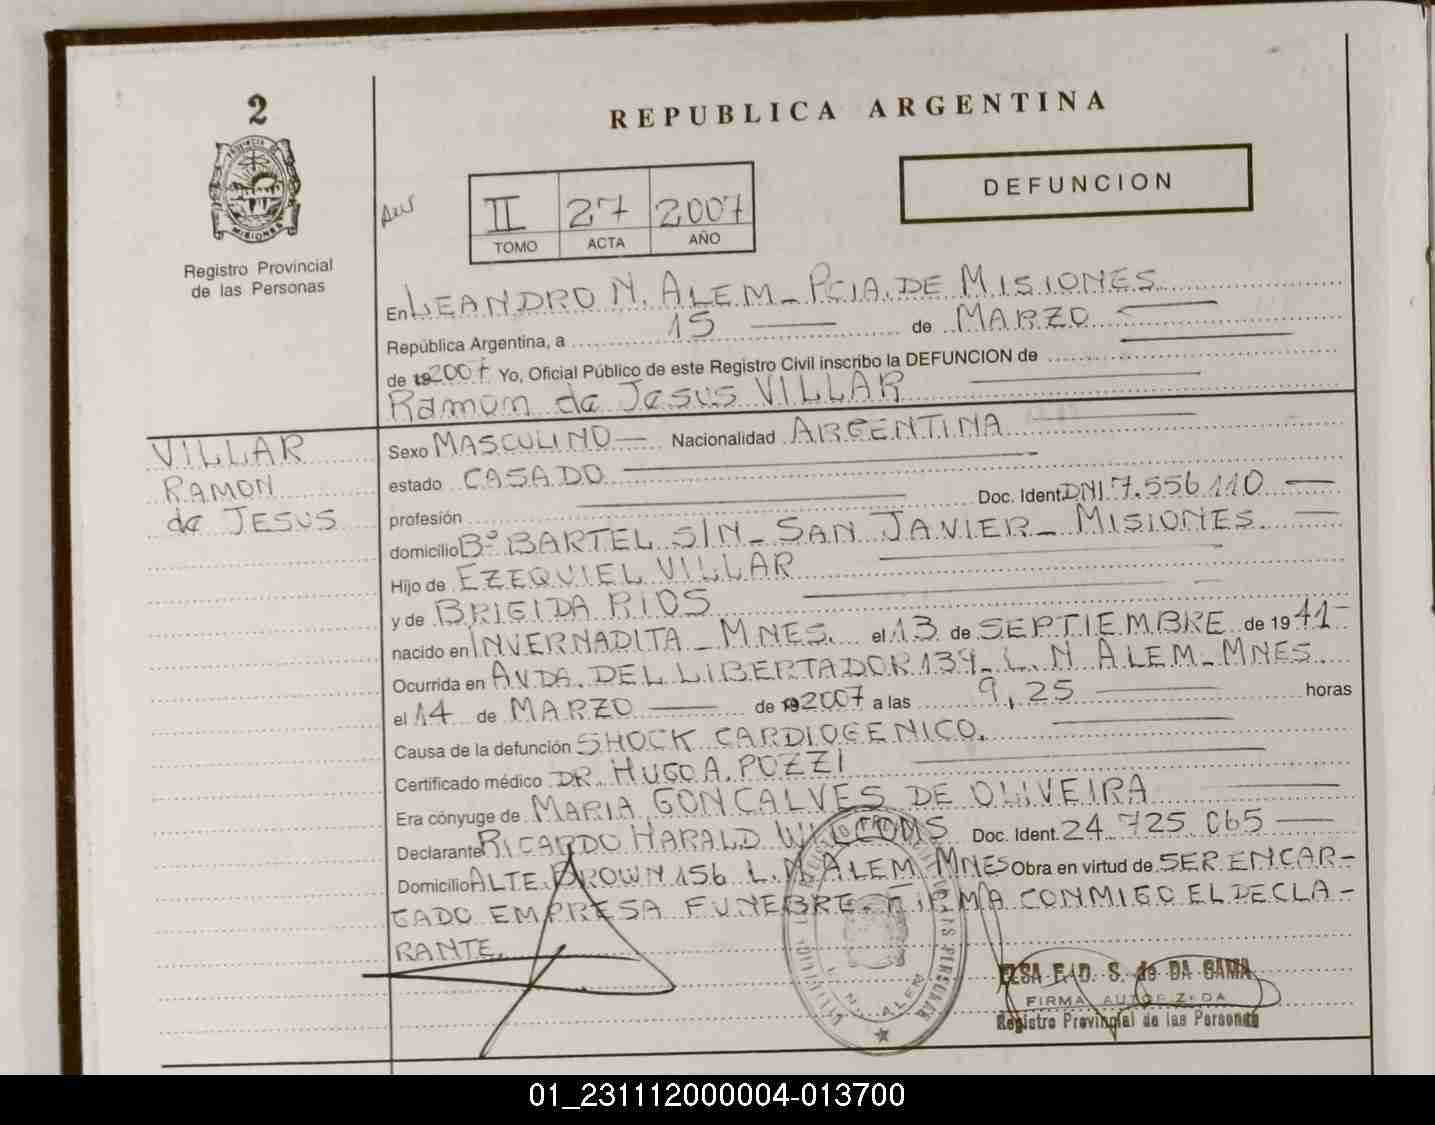 2
REPUBLICA ARGENTINA
PROVINCIA DE
MISIONES
Registro Provincial
de las Personas
II 27 2007
TOMO ACTA AÑO
DEFUNCION
En LEANDRO N. ALEM - PCIA. DE MISIONES
República Argentina, a 15 de MARZO
de 2007 Yo, Oficial Público de este Registro Civil inscribo la DEFUNCION de
Ramon de Jesus VILLAR
VILLAR
RAMON
de JESUS
Sexo MASCULINO Nacionalidad ARGENTINA
estado CASADO
profesión Doc. Ident. DNI 7.556.110
domicilio Bº BARTEL S/N - SAN JAVIER - MISIONES
Hijo de EZEQUIEL VILLAR
y de BRIGIDA RIOS
nacido en INVERNADITA - MNES. el 13 de SEPTIEMBRE de 1941
Ocurrida en AVDA. DEL LIBERTADOR 139 - L. N. ALEM - MNES
el 14 de MARZO de 2007 a las 9,25 horas
Causa de la defunción SHOCK CARDIOGENICO.
Certificado médico DR. HUGO A. POZZI
Era cónyuge de MARIA GONCALVES DE OLIVEIRA
Declarante RICARDO HARALD Doc. Ident. 24.725.065
Domicilio ALTE. BROWN 156 L. N. ALEM MNES Obra en virtud de SER ENCAR-
GADO EMPRESA FUNEBRE. FIRMA CONMIGO EL DECLA-
RANTE.
ELSA F. D. S. de DA GAMA
FIRMA AUTORIZADA
Registro Provincial de las Personas
01_231112000004-013700